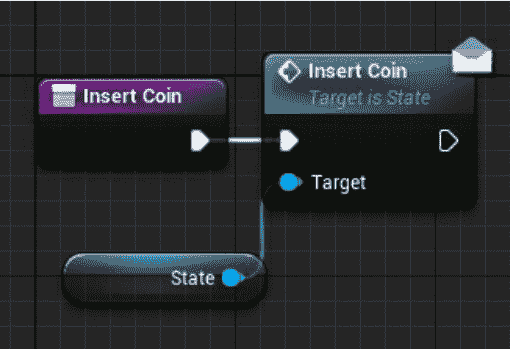 Insert Coin
Insert Coin
Target is State
Target
State